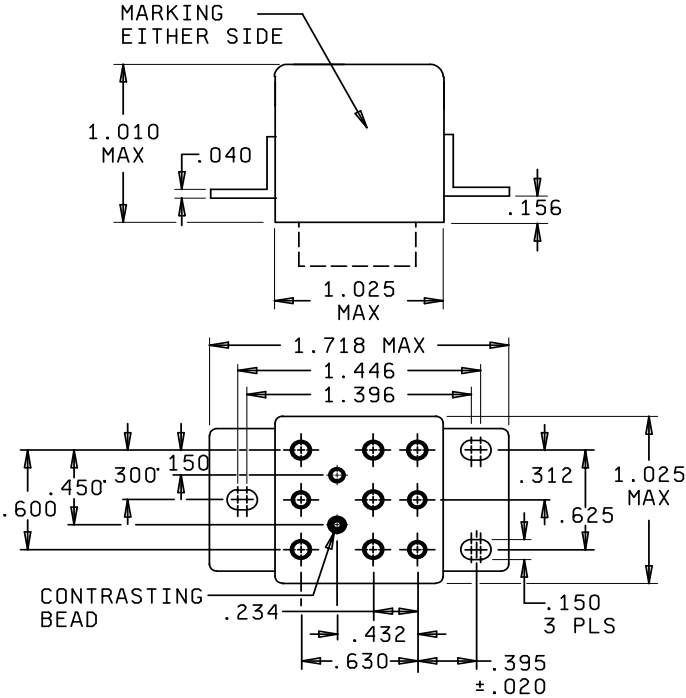 MARKING
EITHER SIDE
1.010
MAX
.040
.156
1.025
MAX
1.718 MAX
1.446
1.396
.150
.300
.450
.600
.312
.625
1.025
MAX
CONTRASTING
BEAD
.234
.432
.630
.150
3 PLS
.395
±.020